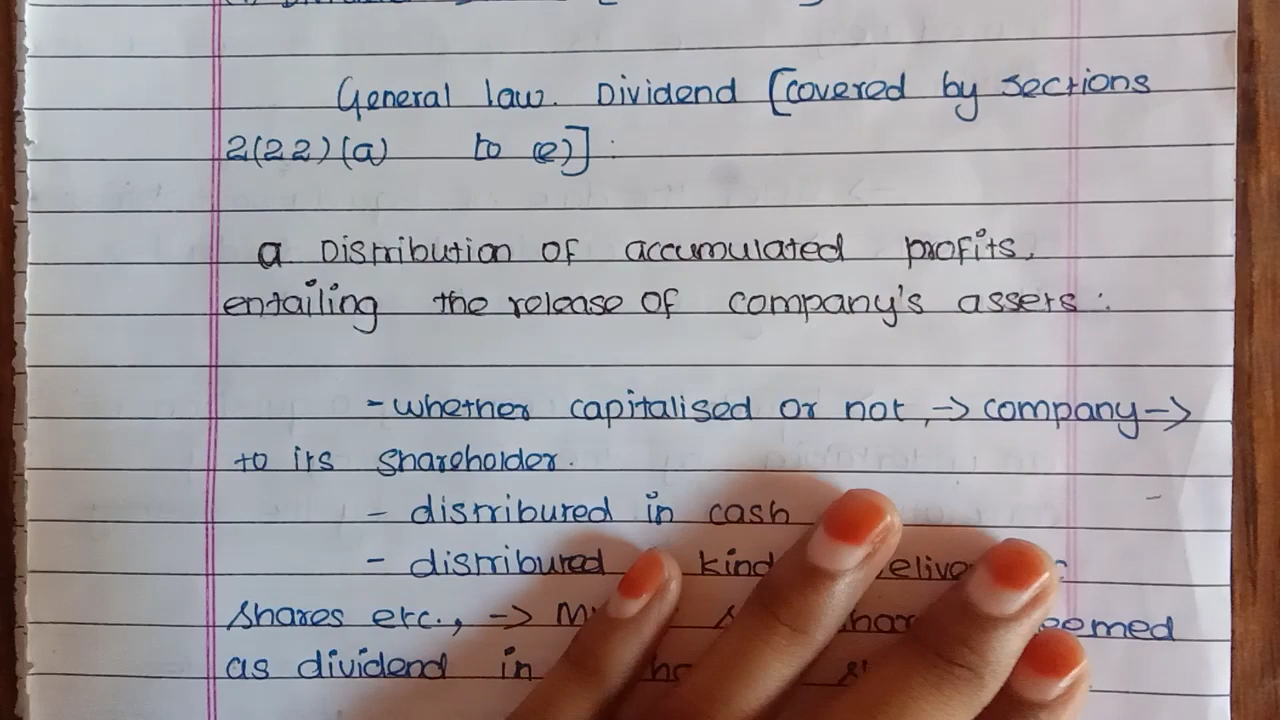 General law. Dividend [covered by sections
2(22)(a) to (e)] :
a Distribution of accumulated profits,
entailing the release of company's assets :
- whether capitalised or not, -> company ->
to its shareholder.
- distributed in cash
- distributed kind
shares etc., ->
as dividend in